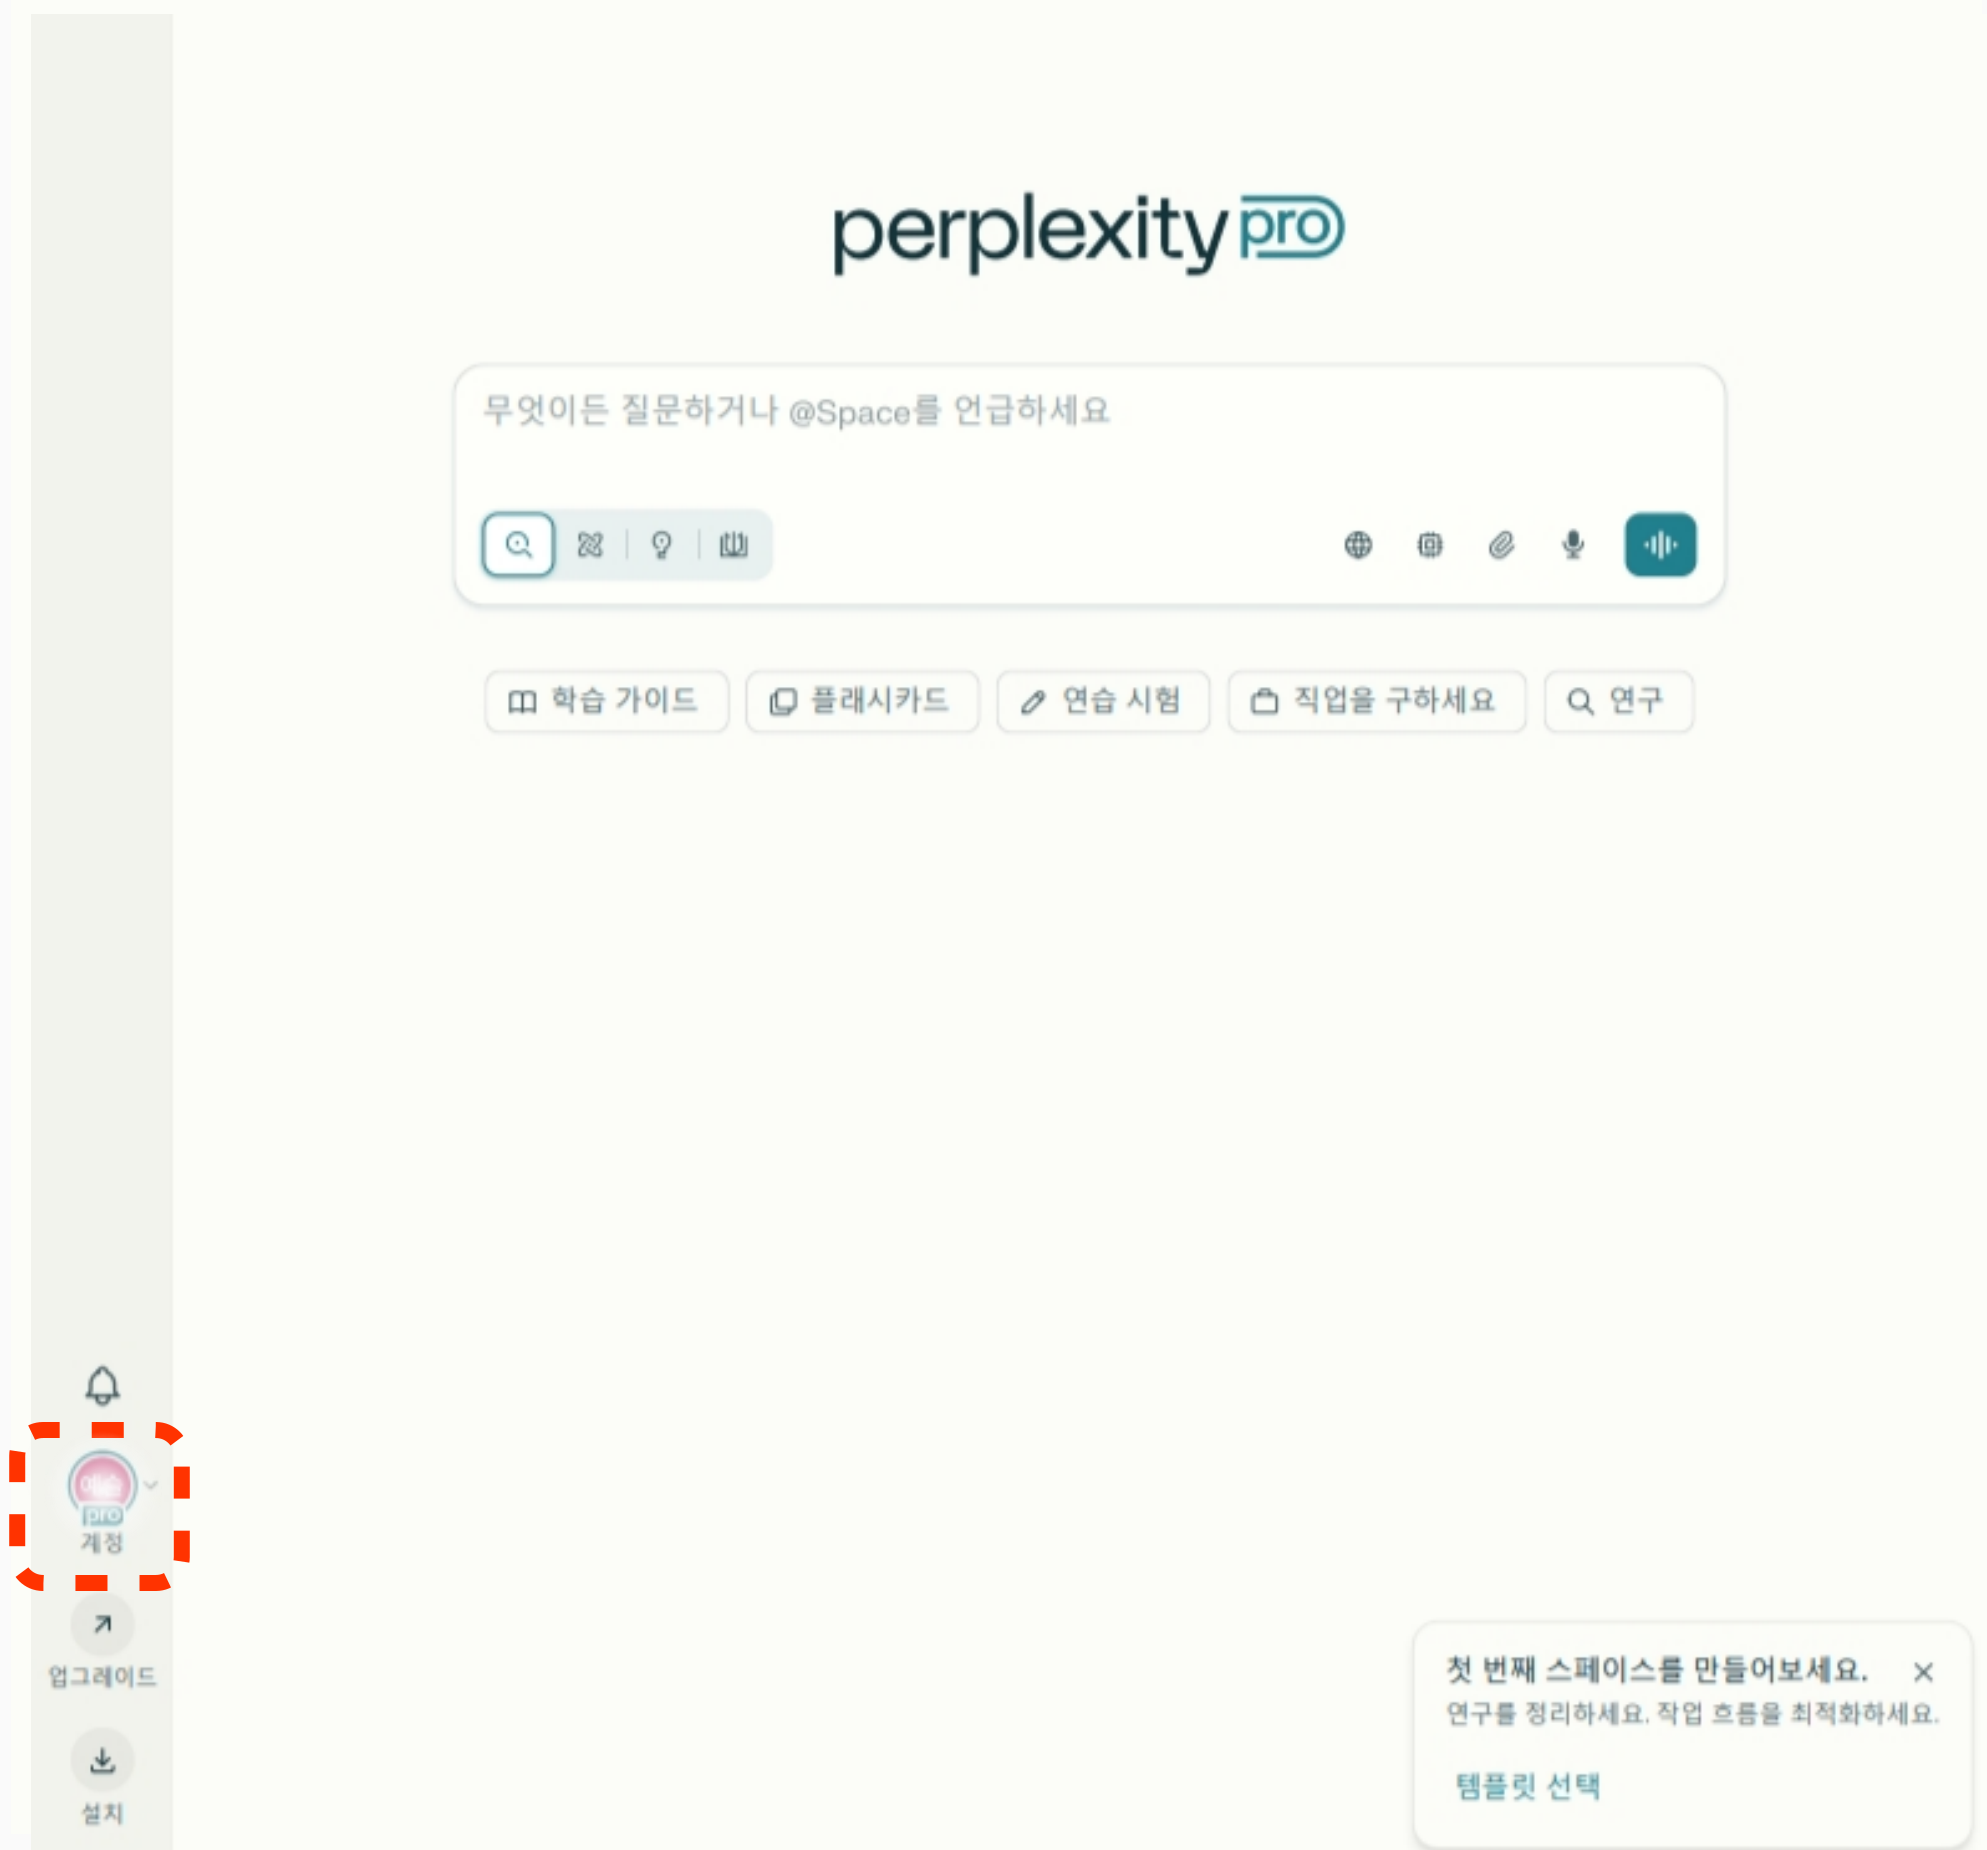 perplexity pro
무엇이든 질문하거나 @Space를 언급하세요
학습 가이드
플래시카드
연습 시험
직업을 구하세요
연구
pro
계정
업그레이드
설치
첫 번째 스페이스를 만들어보세요.
연구를 정리하세요. 작업 흐름을 최적화하세요.
템플릿 선택